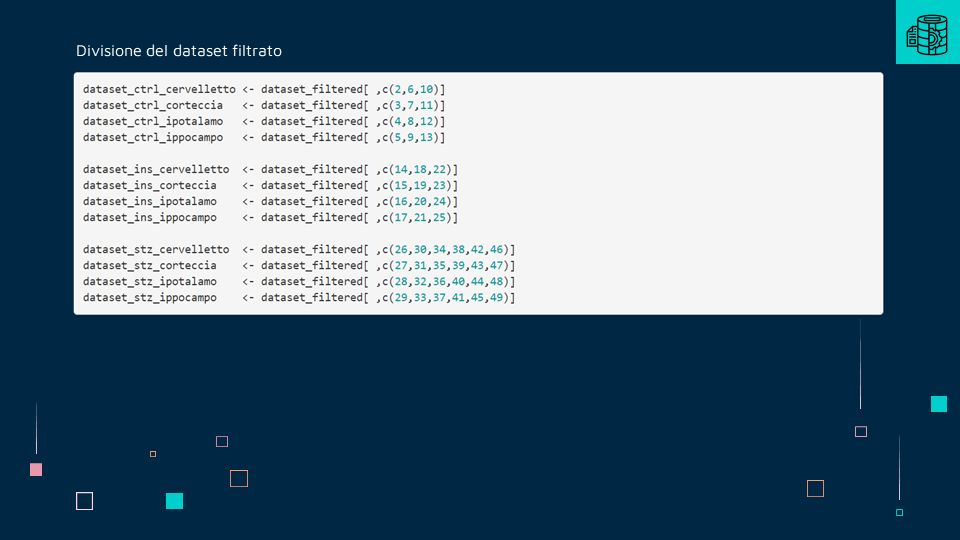 Divisione del dataset filtrato
dataset_ctrl_cervelletto <- dataset_filtered[ ,c(2,6,10)]
dataset_ctrl_corteccia   <- dataset_filtered[ ,c(3,7,11)]
dataset_ctrl_ipotalamo   <- dataset_filtered[ ,c(4,8,12)]
dataset_ctrl_ippocampo   <- dataset_filtered[ ,c(5,9,13)]
dataset_ins_cervelletto  <- dataset_filtered[ ,c(14,18,22)]
dataset_ins_corteccia    <- dataset_filtered[ ,c(15,19,23)]
dataset_ins_ipotalamo    <- dataset_filtered[ ,c(16,20,24)]
dataset_ins_ippocampo    <- dataset_filtered[ ,c(17,21,25)]
dataset_stz_cervelletto  <- dataset_filtered[ ,c(26,30,34,38,42,46)]
dataset_stz_corteccia    <- dataset_filtered[ ,c(27,31,35,39,43,47)]
dataset_stz_ipotalamo    <- dataset_filtered[ ,c(28,32,36,40,44,48)]
dataset_stz_ippocampo    <- dataset_filtered[ ,c(29,33,37,41,45,49)]